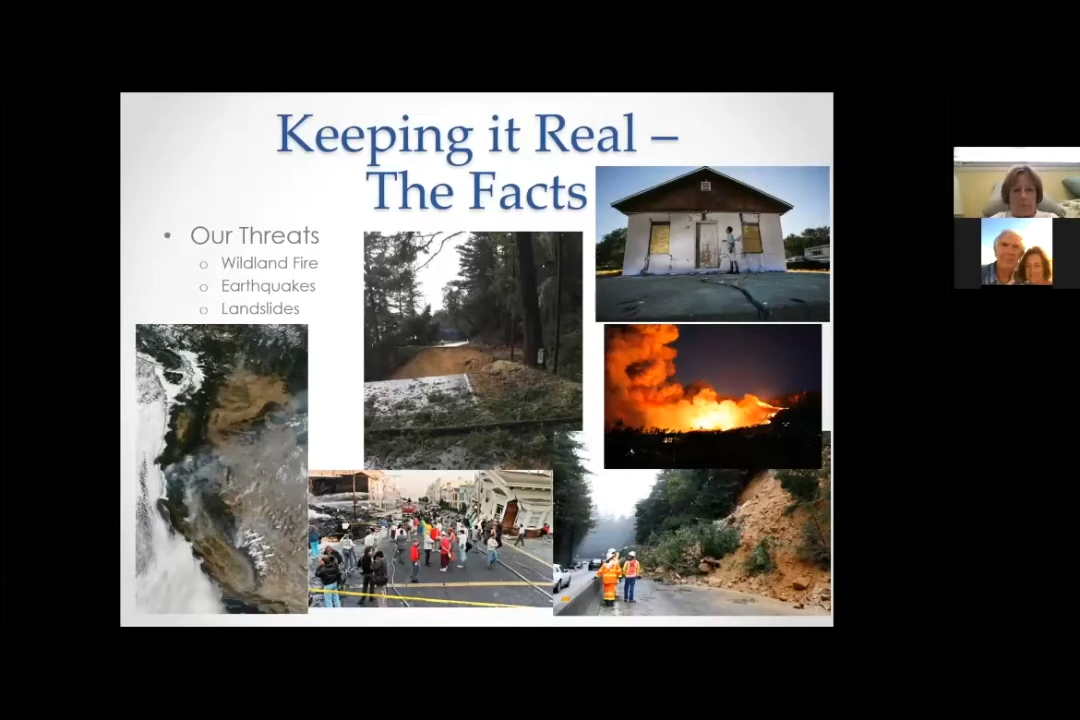 Keeping it Real –
The Facts
• Our Threats
o Wildland Fire
o Earthquakes
o Landslides